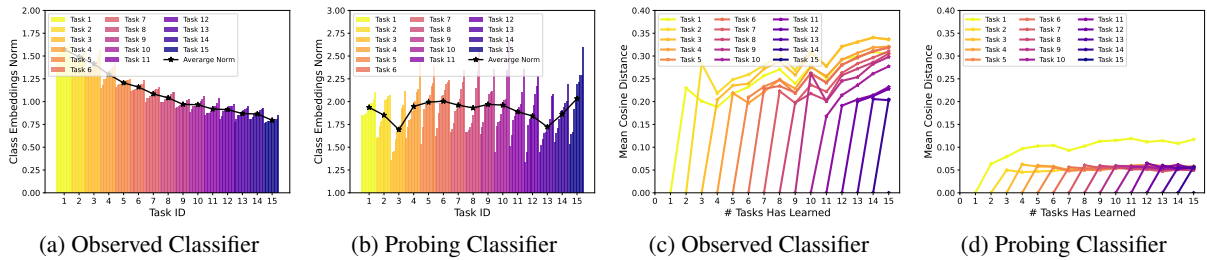 2.00
1.75
1.50
1.25
1.00
0.75
0.50
0.25
0.00
Class Embeddings Norm
Task 1
Task 2
Task 3
Task 4
Task 5
Task 6
Task 7
Task 8
Task 9
Task 10
Task 11
Task 12
Task 13
Task 14
Task 15
Avverage Norm
1 2 3 4 5 6 7 8 9 10 11 12 13 14 15
Task ID
(a) Observed Classifier
3.00
2.75
2.50
2.25
2.00
1.75
1.50
1.25
1.00
Class Embeddings Norm
Task 1
Task 2
Task 3
Task 4
Task 5
Task 6
Task 7
Task 8
Task 9
Task 10
Task 11
Task 12
Task 13
Task 14
Task 15
Avverage Norm
1 2 3 4 5 6 7 8 9 10 11 12 13 14 15
Task ID
(b) Probing Classifier
0.40
0.35
0.30
0.25
0.20
0.15
0.10
0.05
0.00
Mean Cosine Distance
Task 1
Task 2
Task 3
Task 4
Task 5
Task 6
Task 7
Task 8
Task 9
Task 10
Task 11
Task 12
Task 13
Task 14
Task 15
0 1 2 3 4 5 6 7 8 9 10 11 12 13 14 15
# Tasks Has Learned
(c) Observed Classifier
0.40
0.35
0.30
0.25
0.20
0.15
0.10
0.05
0.00
Mean Cosine Distance
Task 1
Task 2
Task 3
Task 4
Task 5
Task 6
Task 7
Task 8
Task 9
Task 10
Task 11
Task 12
Task 13
Task 14
Task 15
0 1 2 3 4 5 6 7 8 9 10 11 12 13 14 15
# Tasks Has Learned
(d) Probing Classifier